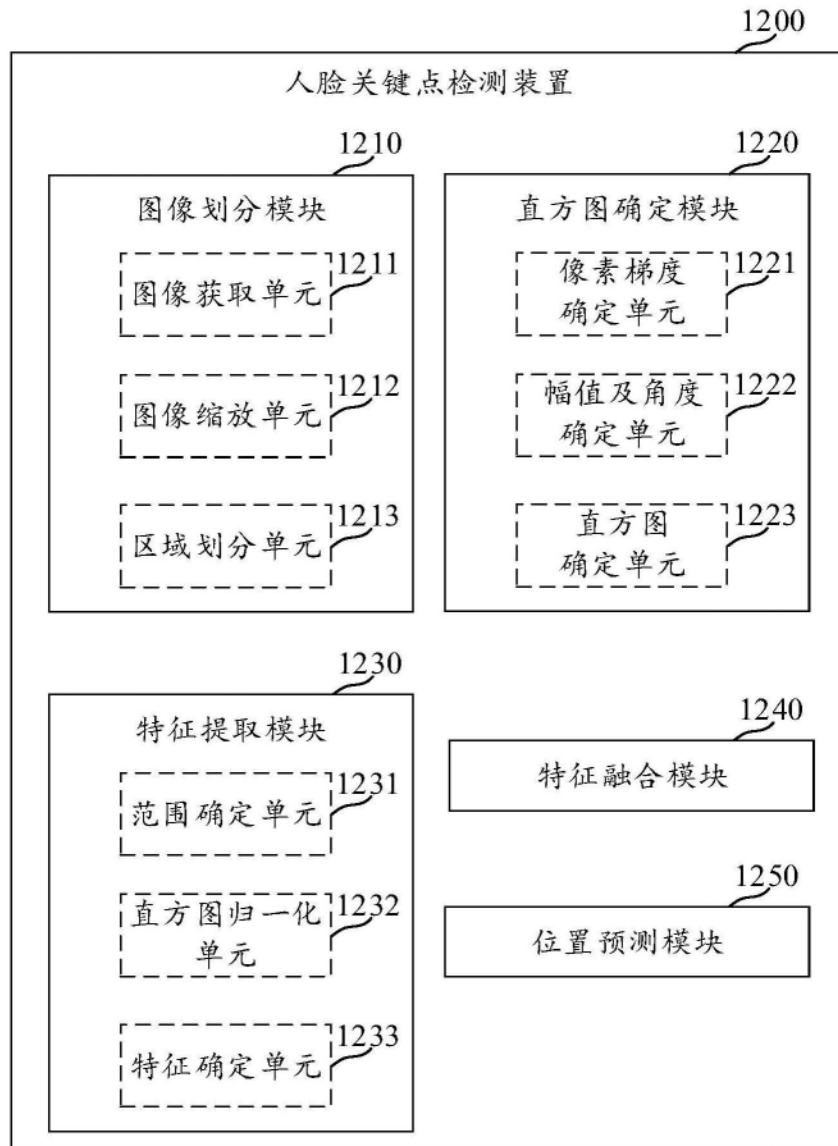 1200
人脸关键点检测装置
1210
图像划分模块
1211
图像获取单元
1212
图像缩放单元
1213
区域划分单元
1220
直方图确定模块
1221
像素梯度
确定单元
1222
幅值及角度
确定单元
1223
直方图
确定单元
1230
特征提取模块
1231
范围确定单元
1232
直方图归一化
单元
1233
特征确定单元
1240
特征融合模块
1250
位置预测模块